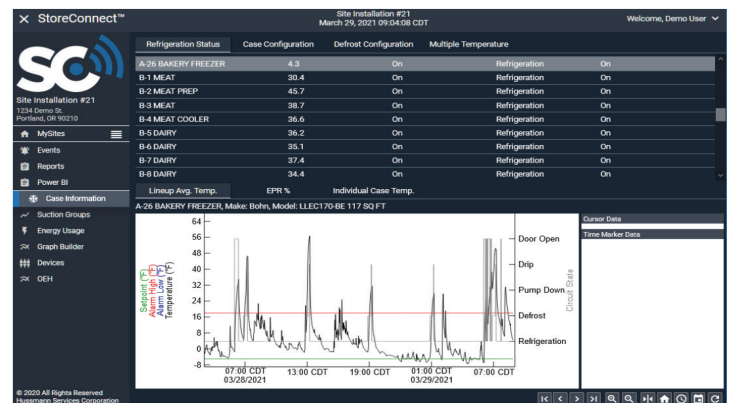 StoreConnect™
Site Installation #21
March 29, 2021 09:04:08 CDT
Welcome, Demo User
SC
Site Installation #21
1234 Demo St.
Portland, OR 90210
MySites
Events
Reports
Power BI
Case Information
Suction Groups
Energy Usage
Graph Builder
Devices
OEH
© 2020 All Rights Reserved
Hussmann Services Corporation
Refrigeration Status Case Configuration Defrost Configuration Multiple Temperature
A-26 BAKERY FREEZER 4.3 On Refrigeration On
B-1 MEAT 30.4 On Refrigeration On
B-2 MEAT PREP 45.7 On Refrigeration On
B-3 MEAT 38.7 On Refrigeration On
B-4 MEAT COOLER 36.6 On Refrigeration On
B-5 DAIRY 36.2 On Refrigeration On
B-6 DAIRY 35.1 On Refrigeration On
B-7 DAIRY 37.4 On Refrigeration On
B-8 DAIRY 34.4 On Refrigeration On
Lineup Avg. Temp. EPR % Individual Case Temp.
A-26 BAKERY FREEZER, Make: Bohn, Model: LLEC170-BE 117 SQ FT
Setpoint (°F)
Alarm High (°F)
Alarm Low (°F)
Temperature (°F)
64
56
48
40
32
24
16
8
0
-8
Door Open
Drip
Pump Down
Defrost
Refrigeration
Circuit State
07:00 CDT 13:00 CDT 19:00 CDT 01:00 CDT 07:00 CDT
03/28/2021 03/29/2021
Cursor Data
Time Marker Data